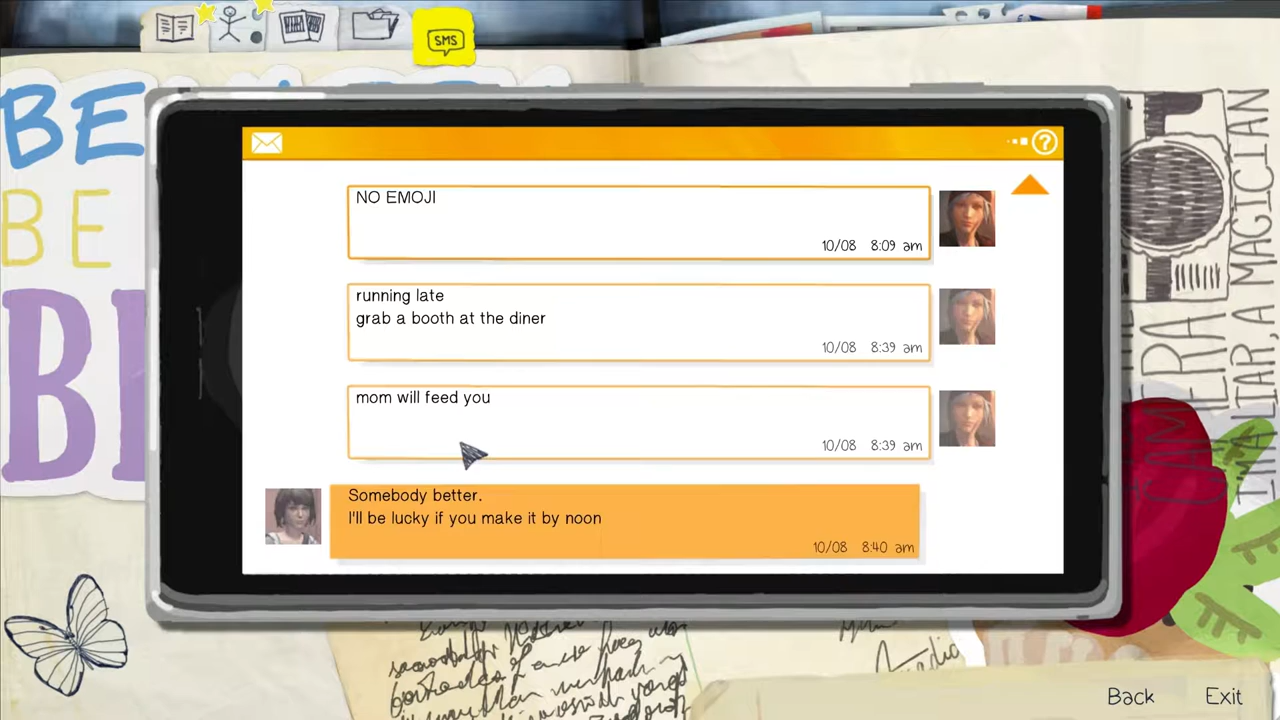 SMS
BE
BE
NO EMOJI
10/08 8:09 am
running late
grab a booth at the diner
10/08 8:39 am
mom will feed you
10/08 8:39 am
Somebody better.
I'll be lucky if you make it by noon
10/08 8:40 am
CAMERA
A MAGICIAN
Back
Exit